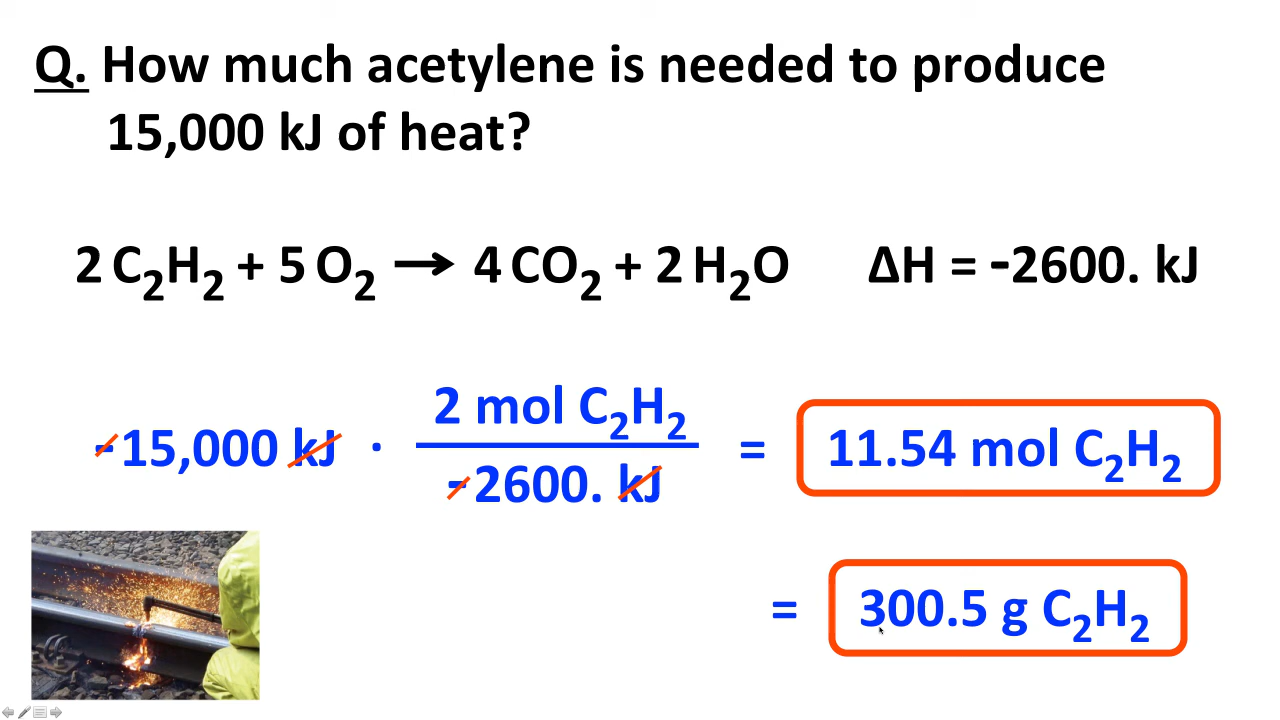 Q. How much acetylene is needed to produce
15,000 kJ of heat?
2 C₂H₂ + 5 O₂ → 4 CO₂ + 2 H₂O ΔH = -2600. kJ
2 mol C₂H₂
-15,000 kJ · = 11.54 mol C₂H₂
-2600. kJ
= 300.5 g C₂H₂